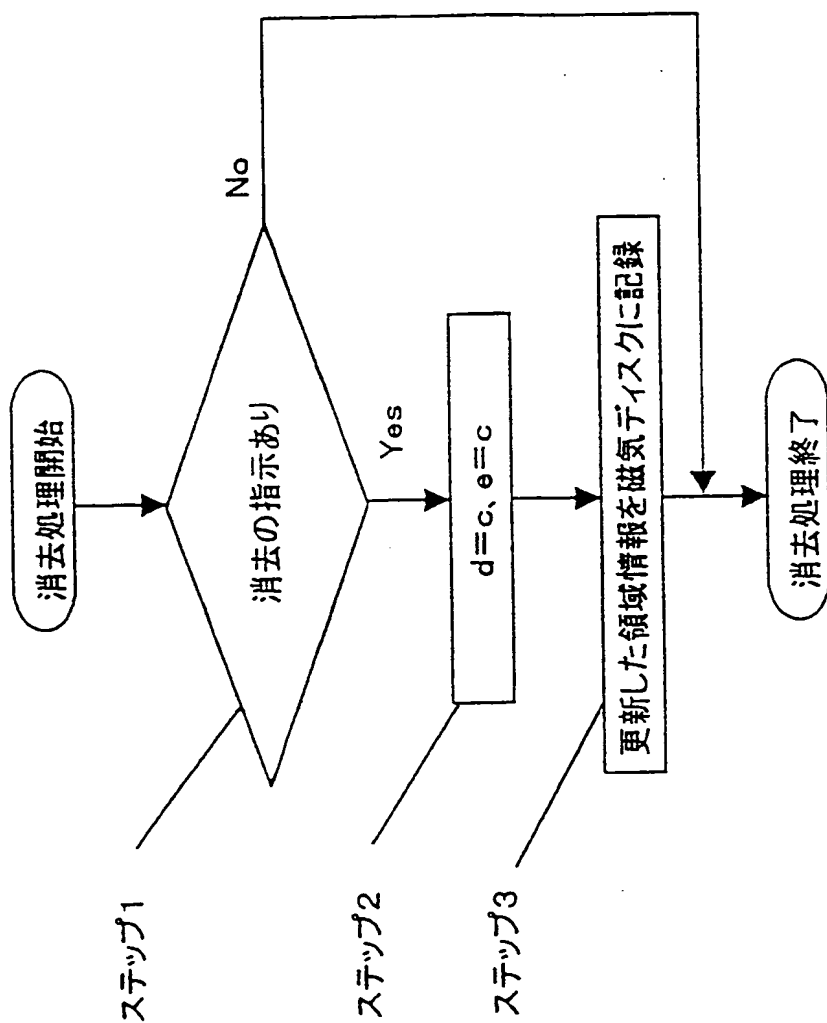 消去処理開始
消去の指示あり
No
Yes
ステップ1
d=c、e=c
ステップ2
更新した領域情報を磁気ディスクに記録
ステップ3
消去処理終了